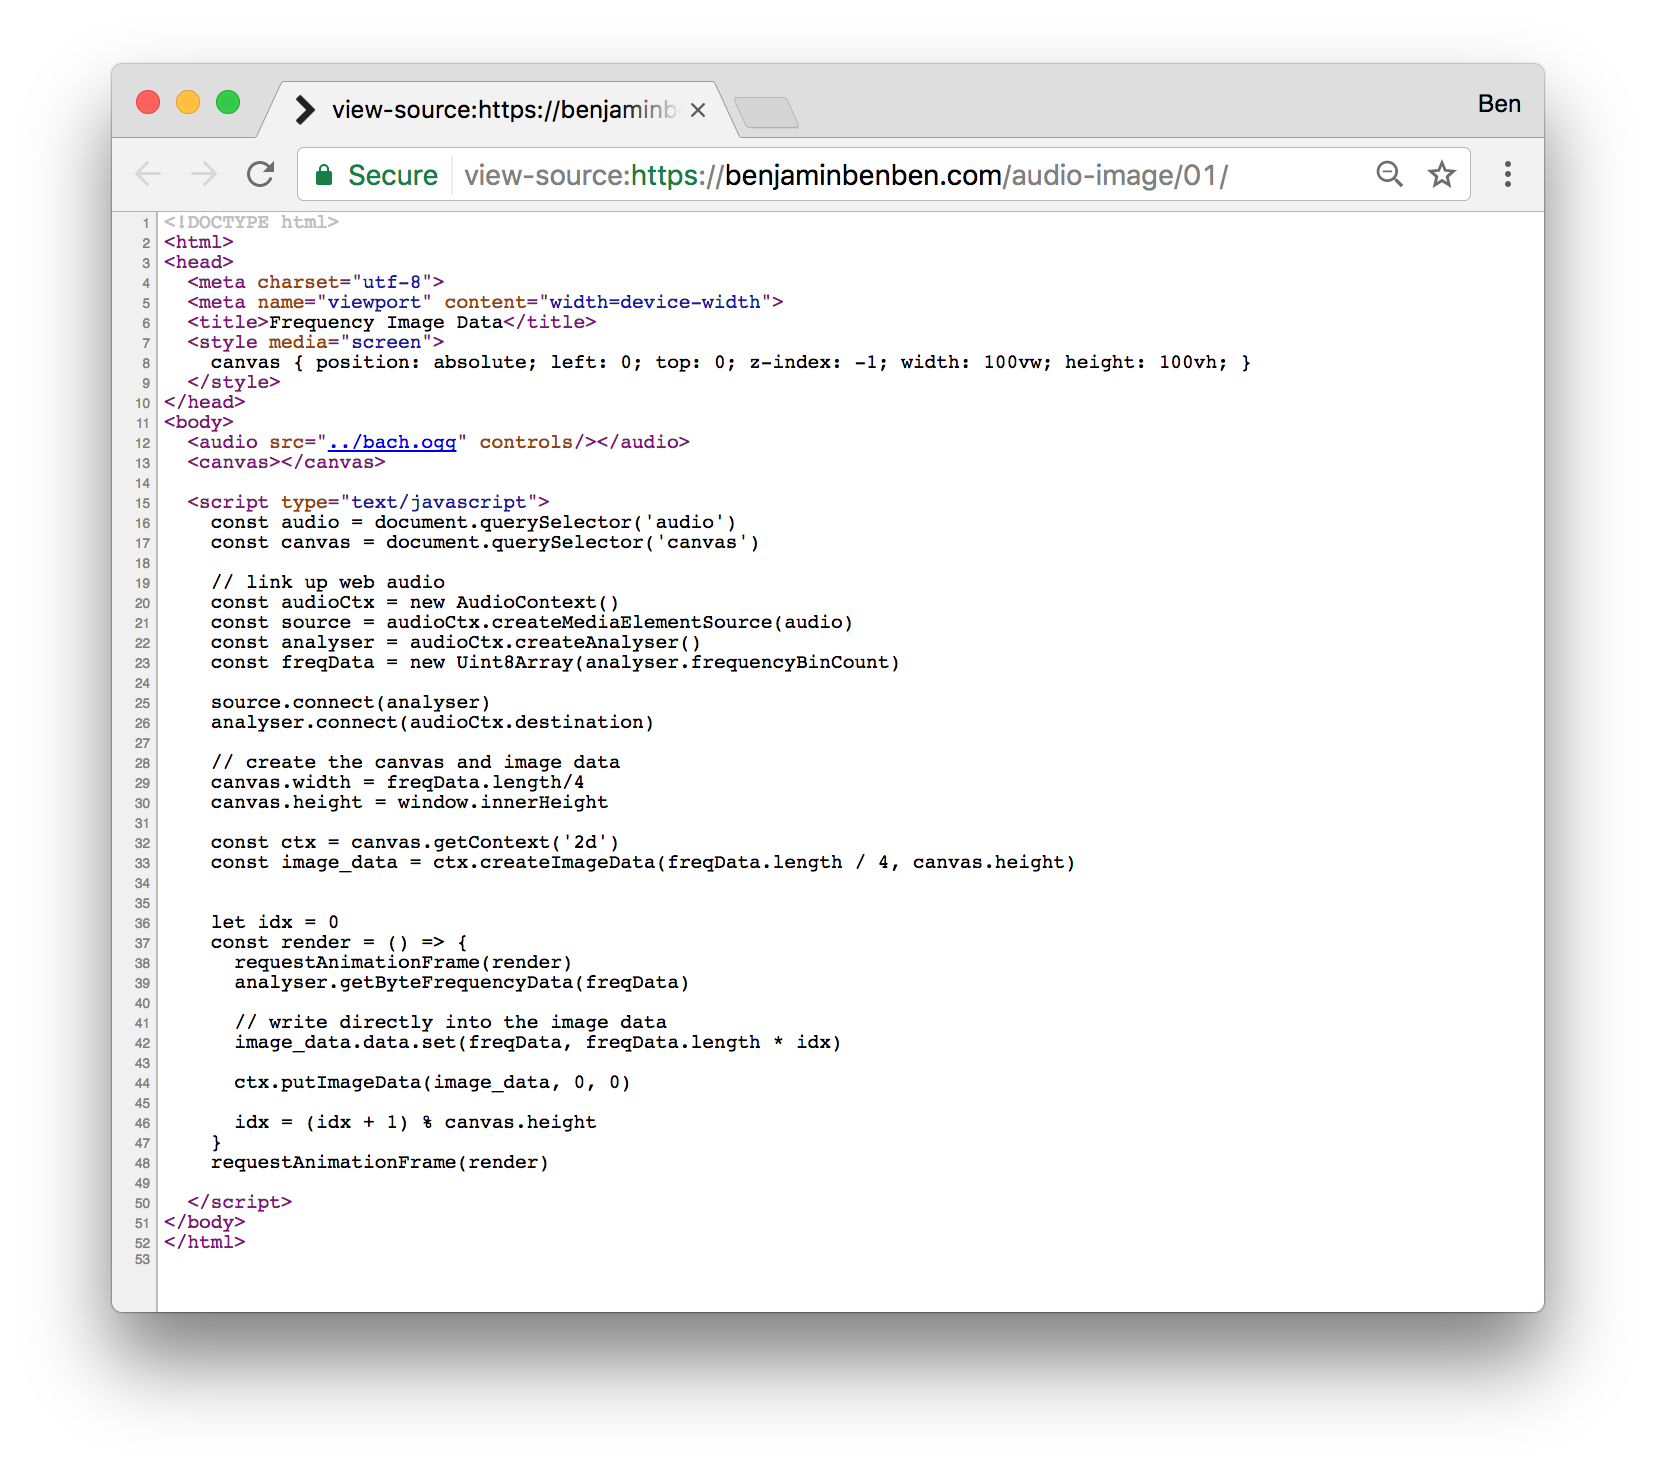 view-source:https://benjaminb
Ben
Secure view-source:https://benjaminbenben.com/audio-image/01/
1 <!DOCTYPE html>
2 <html>
3 <head>
4   <meta charset="utf-8">
5   <meta name="viewport" content="width=device-width">
6   <title>Frequency Image Data</title>
7   <style media="screen">
8     canvas { position: absolute; left: 0; top: 0; z-index: -1; width: 100vw; height: 100vh; }
9   </style>
10 </head>
11 <body>
12   <audio src="../bach.ogg" controls/></audio>
13   <canvas></canvas>
14
15   <script type="text/javascript">
16     const audio = document.querySelector('audio')
17     const canvas = document.querySelector('canvas')
18
19     // link up web audio
20     const audioCtx = new AudioContext()
21     const source = audioCtx.createMediaElementSource(audio)
22     const analyser = audioCtx.createAnalyser()
23     const freqData = new Uint8Array(analyser.frequencyBinCount)
24
25     source.connect(analyser)
26     analyser.connect(audioCtx.destination)
27
28     // create the canvas and image data
29     canvas.width = freqData.length/4
30     canvas.height = window.innerHeight
31
32     const ctx = canvas.getContext('2d')
33     const image_data = ctx.createImageData(freqData.length / 4, canvas.height)
34
35
36     let idx = 0
37     const render = () => {
38       requestAnimationFrame(render)
39       analyser.getByteFrequencyData(freqData)
40
41       // write directly into the image data
42       image_data.data.set(freqData, freqData.length * idx)
43
44       ctx.putImageData(image_data, 0, 0)
45
46       idx = (idx + 1) % canvas.height
47     }
48     requestAnimationFrame(render)
49
50   </script>
51 </body>
52 </html>
53